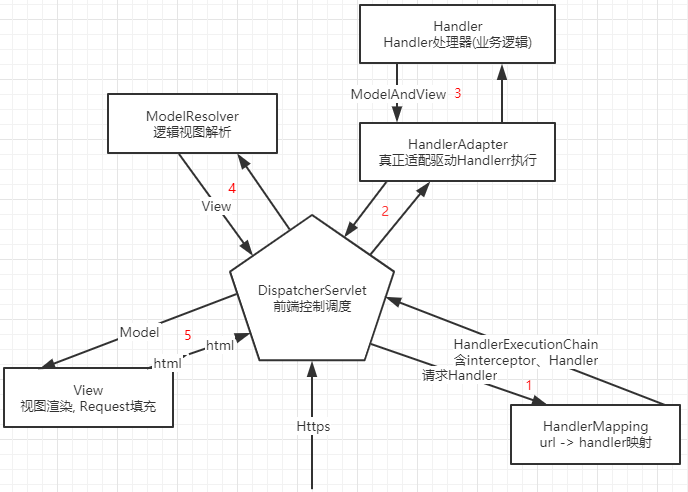 Handler
Handler处理器(业务逻辑)
ModelAndView
3
ModelResolver
逻辑视图解析
HandlerAdapter
真正适配驱动Handlerr执行
4
View
2
DispatcherServlet
前端控制调度
Model
5
html
html
HandlerExecutionChain
含interceptor、Handler
请求Handler
1
View
视图渲染, Request填充
Https
HandlerMapping
url -> handler映射